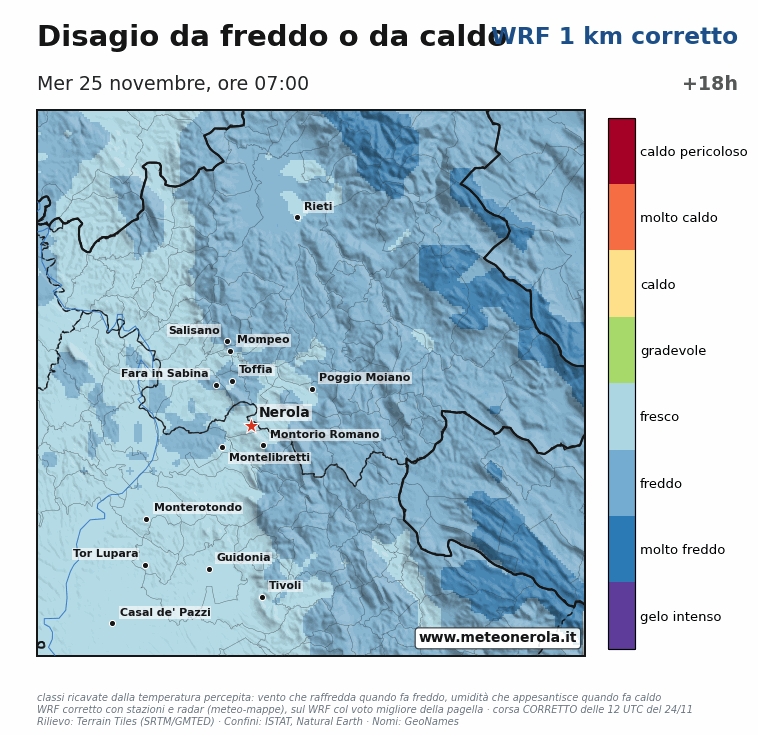 Disagio da freddo o da caldo
WRF 1 km corretto
Mer 25 novembre, ore 07:00
+18h
caldo pericoloso
molto caldo
caldo
gradevole
fresco
freddo
molto freddo
gelo intenso
Rieti
Salisano
Mompeo
Fara in Sabina
Toffia
Poggio Moiano
Nerola
Montorio Romano
Montelibretti
Monterotondo
Tor Lupara
Guidonia
Tivoli
Casal de' Pazzi
www.meteonerola.it
classi ricavate dalla temperatura percepita: vento che raffredda quando fa freddo, umidità che appesantisce quando fa caldo
WRF corretto con stazioni e radar (meteo-mappe), sul WRF col voto migliore della pagella · corsa CORRETTO delle 12 UTC del 24/11
Rilievo: Terrain Tiles (SRTM/GMTED) · Confini: ISTAT, Natural Earth · Nomi: GeoNames